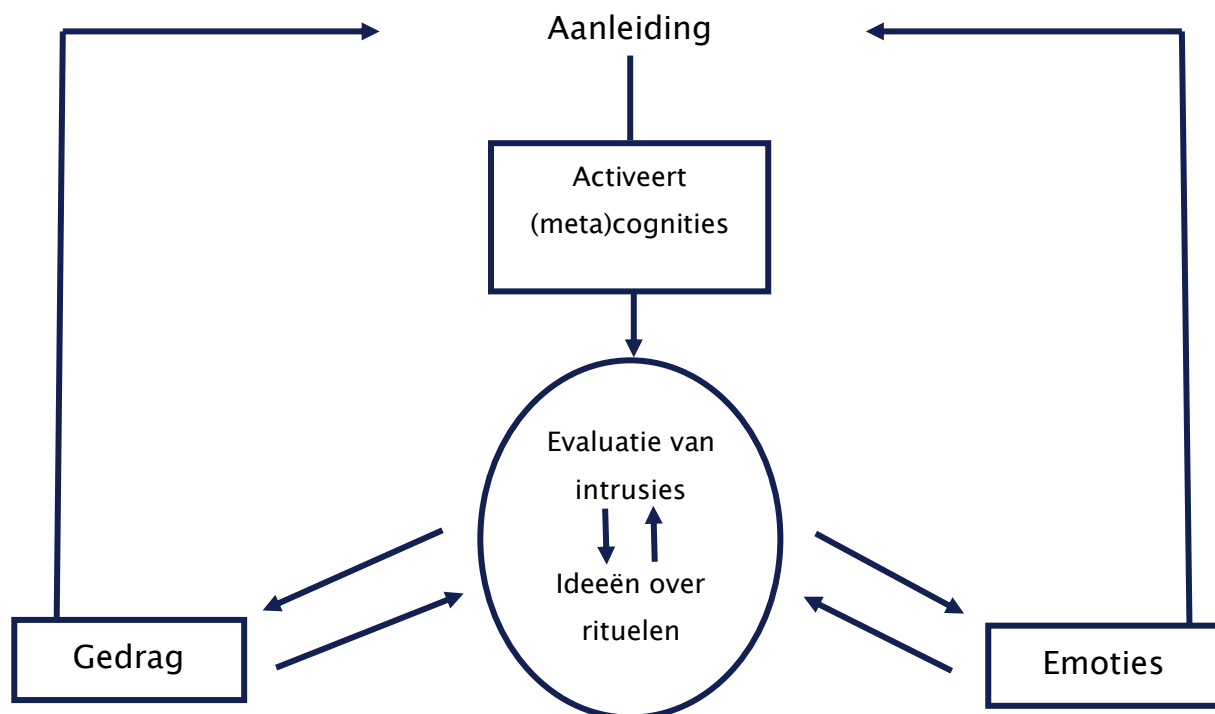 Aanleiding
Activeert
(meta)cognities
Evaluatie van
intrusies
Ideeën over
rituelen
Gedrag
Emoties